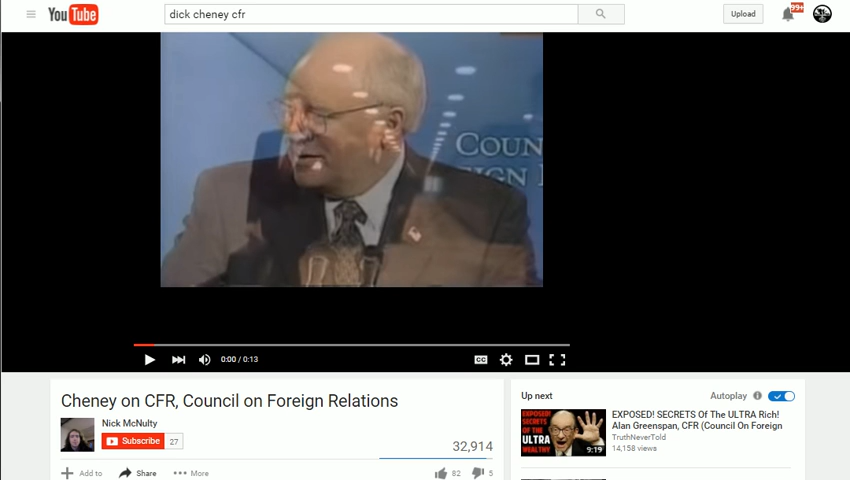 YouTube
dick cheney cfr
Upload
99+
COUN
IGN
0:00 / 0:13
CC
Cheney on CFR, Council on Foreign Relations
Nick McNulty
Subscribe
27
32,914
Add to
Share
More
82
5
Up next
Autoplay
EXPOSED!
SECRETS
OF THE
ULTRA
WEALTHY
9:19
EXPOSED! SECRETS Of The ULTRA Rich!
Alan Greenspan, CFR (Council On Foreign
TruthNeverTold
14,158 views